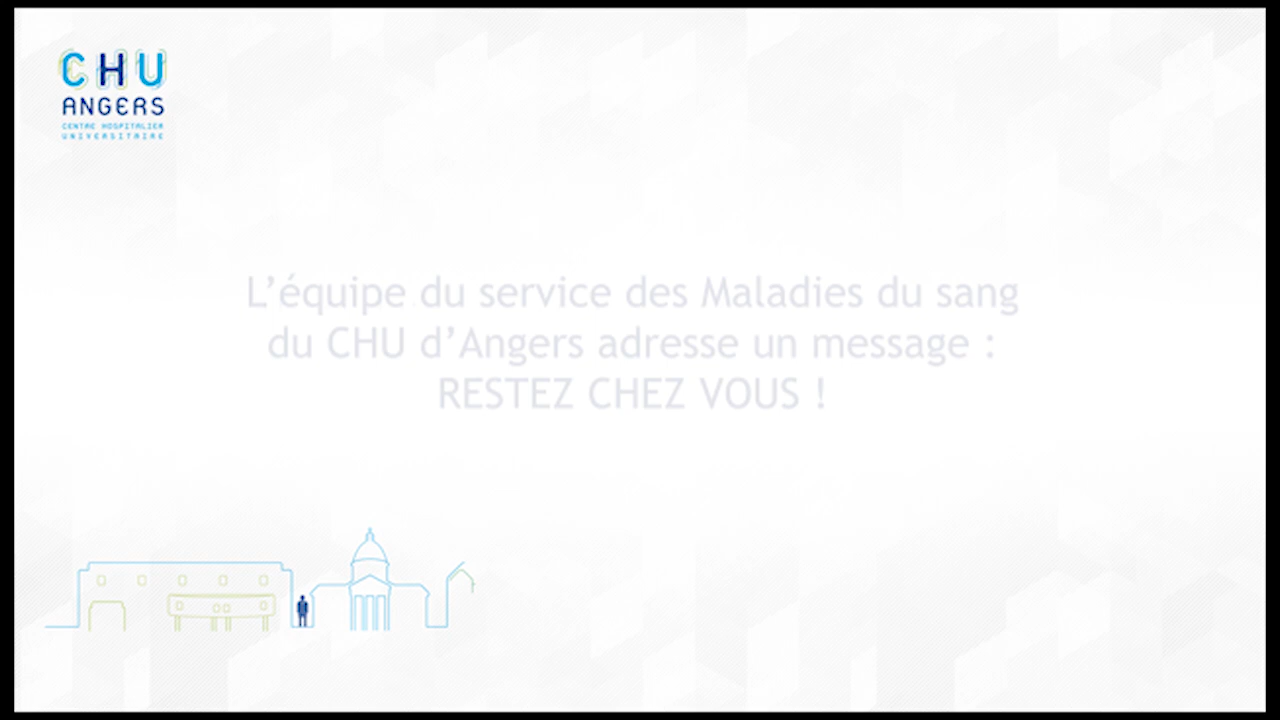 CHU
ANGERS
CENTRE HOSPITALIER
UNIVERSITAIRE
L'équipe du service des Maladies du sang
du CHU d'Angers adresse un message :
RESTEZ CHEZ VOUS !